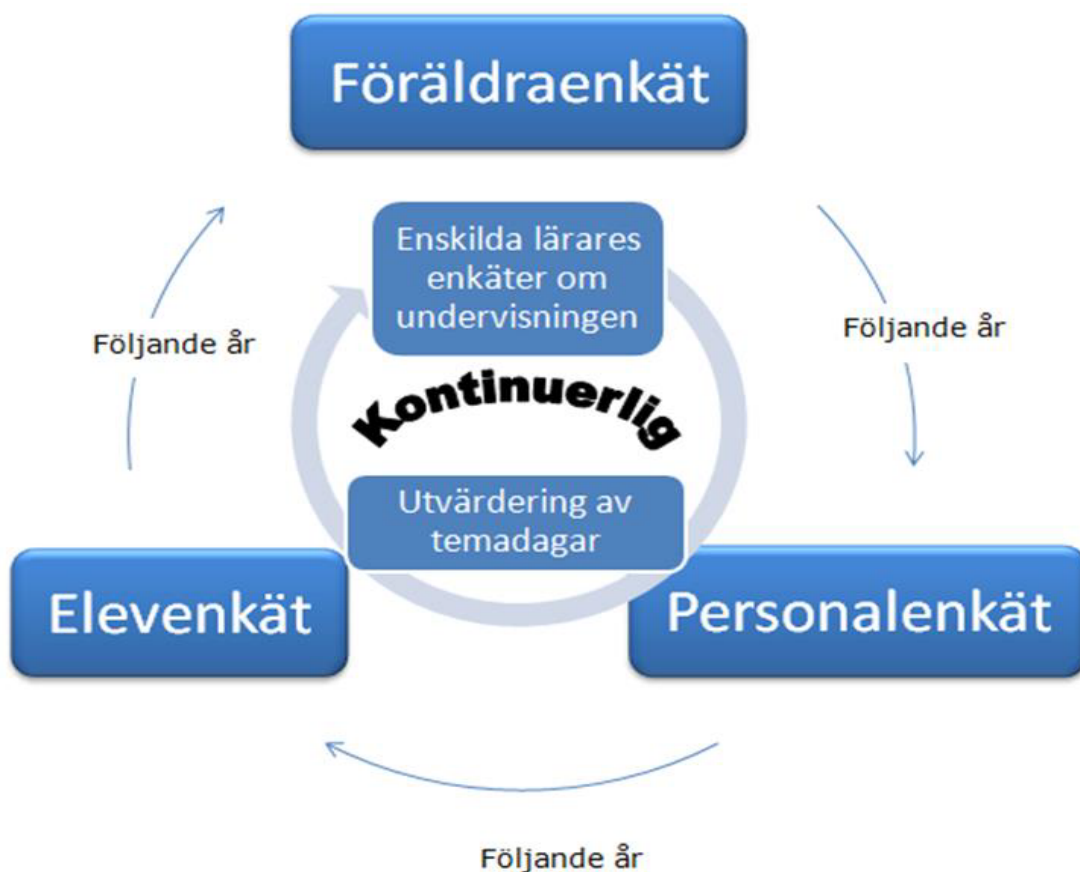 Föräldraenkät
Enskilda lärares
enkäter om
undervisningen
Följande år
Följande år
Kontinuerlig
Utvärdering av
temadagar
Elevenkät
Personalenkät
Följande år